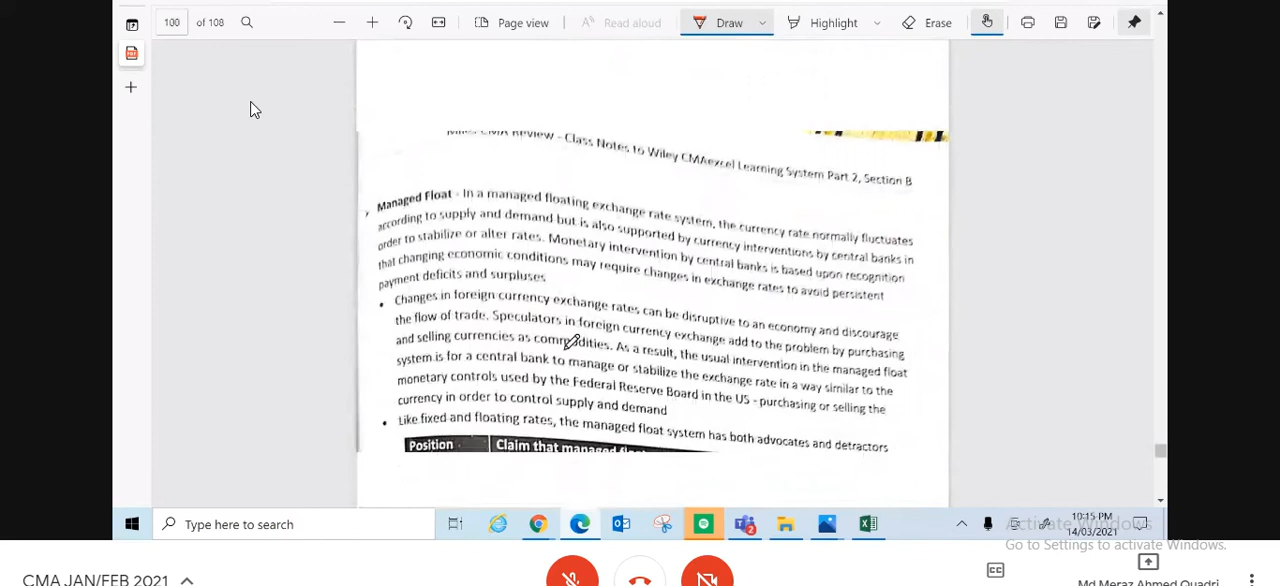 100 of 108 Page view Read aloud Draw Highlight Erase
Miles CMA Review - Class Notes to Wiley CMAexcel Learning System Part 2, Section B
Managed Float - In a managed floating exchange rate system, the currency rate normally fluctuates
according to supply and demand but is also supported by currency interventions by central banks in
order to stabilize or alter rates. Monetary intervention by central banks is based upon recognition
that changing economic conditions may require changes in exchange rates to avoid persistent
payment deficits and surpluses
• Changes in foreign currency exchange rates can be disruptive to an economy and discourage
the flow of trade. Speculators in foreign currency exchange add to the problem by purchasing
and selling currencies as commodities. As a result, the usual intervention in the managed float
system is for a central bank to manage or stabilize the exchange rate in a way similar to the
monetary controls used by the Federal Reserve Board in the US - purchasing or selling the
currency in order to control supply and demand
• Like fixed and floating rates, the managed float system has both advocates and detractors
Position Claim that managed
Type here to search
10:15 PM
14/03/2021
Activate Windows
Go to Settings to activate Windows.
CMA JAN/FEB 2021
Md Meraz Ahmed Quadri